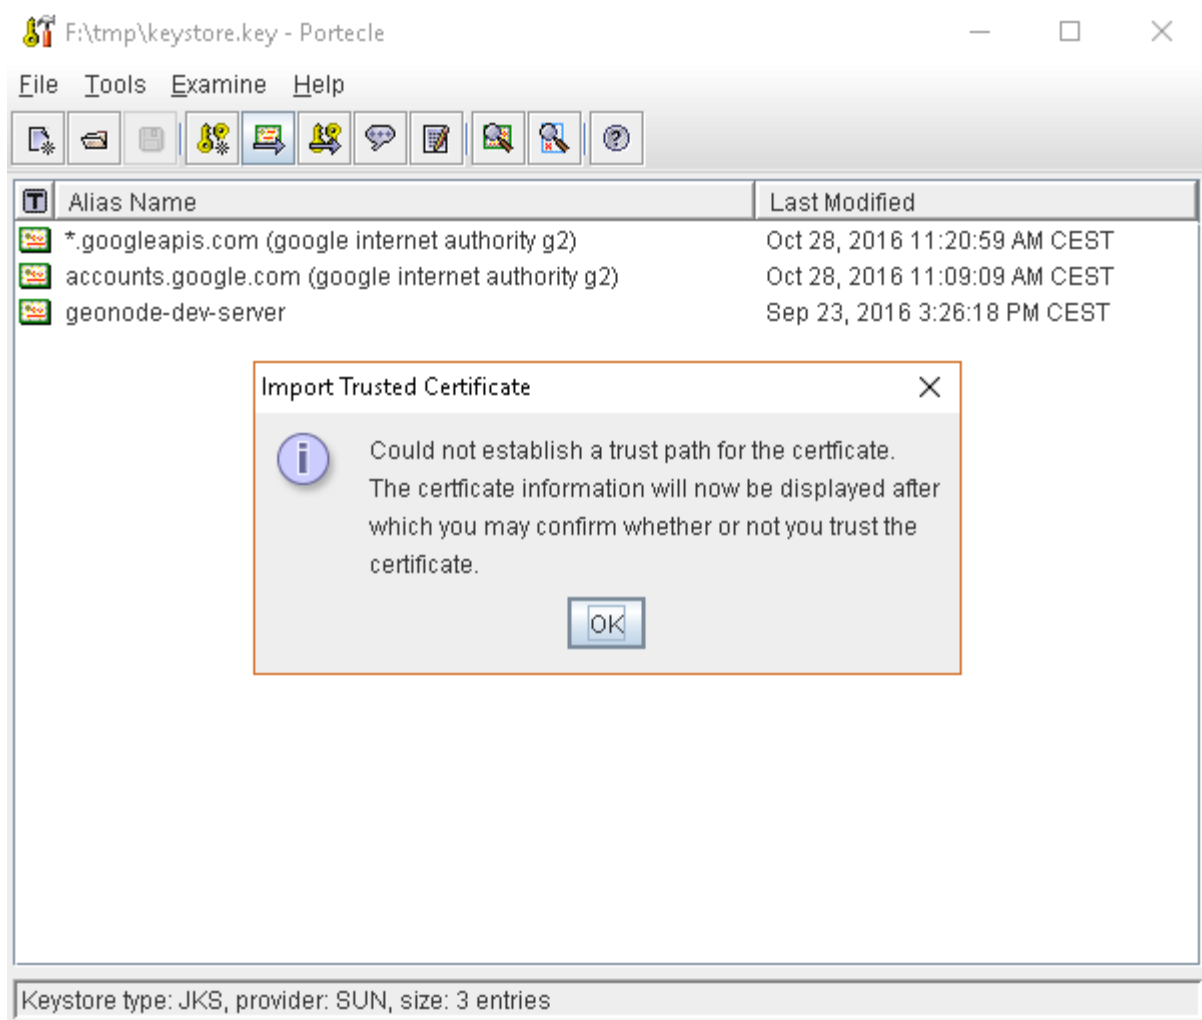 F:\tmp\keystore.key - Portecle
File Tools Examine Help
T Alias Name Last Modified
*.googleapis.com (google internet authority g2) Oct 28, 2016 11:20:59 AM CEST
accounts.google.com (google internet authority g2) Oct 28, 2016 11:09:09 AM CEST
geonode-dev-server Sep 23, 2016 3:26:18 PM CEST
Import Trusted Certificate
Could not establish a trust path for the certficate.
The certficate information will now be displayed after
which you may confirm whether or not you trust the
certificate.
OK
Keystore type: JKS, provider: SUN, size: 3 entries